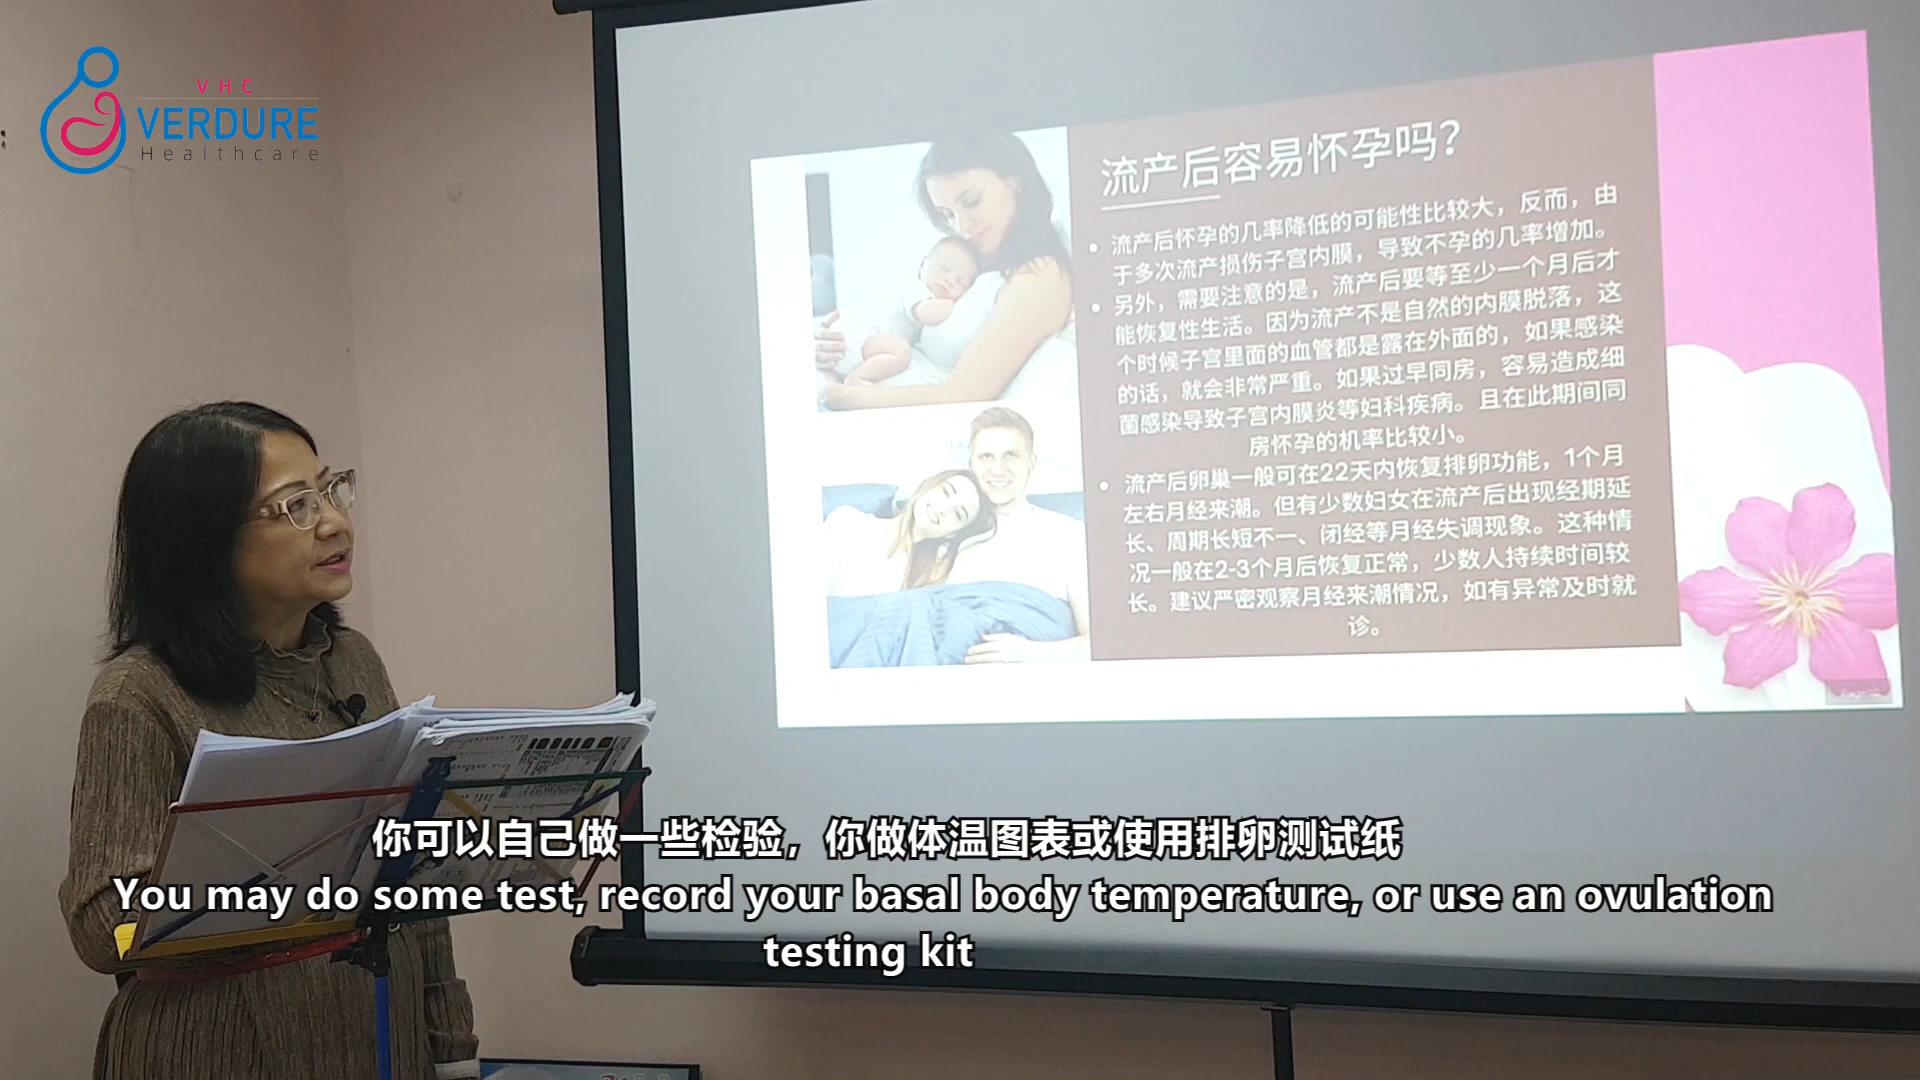 VHC
VERDURE
Healthcare
流产后容易怀孕吗？
• 流产后怀孕的几率降低的可能性比较大，反而，由
于多次流产损伤子宫内膜，导致不孕的几率增加。
• 另外，需要注意的是，流产后要等至少一个月后才
能恢复性生活。因为流产不是自然的内膜脱落，这
个时候子宫里面的血管都是露在外面的，如果感染
的话，就会非常严重。如果过早同房，容易造成细
菌感染导致子宫内膜炎等妇科疾病。且在此期间同
房怀孕的机率比较小。
• 流产后卵巢一般可在22天内恢复排卵功能，1个月
左右月经来潮。但有少数妇女在流产后出现经期延
长、周期长短不一、闭经等月经失调现象。这种情
况一般在2-3个月后恢复正常，少数人持续时间较
长。建议严密观察月经来潮情况，如有异常及时就
诊。
你可以自己做一些检验，你做体温图表或使用排卵测试纸
You may do some test, record your basal body temperature, or use an ovulation
testing kit